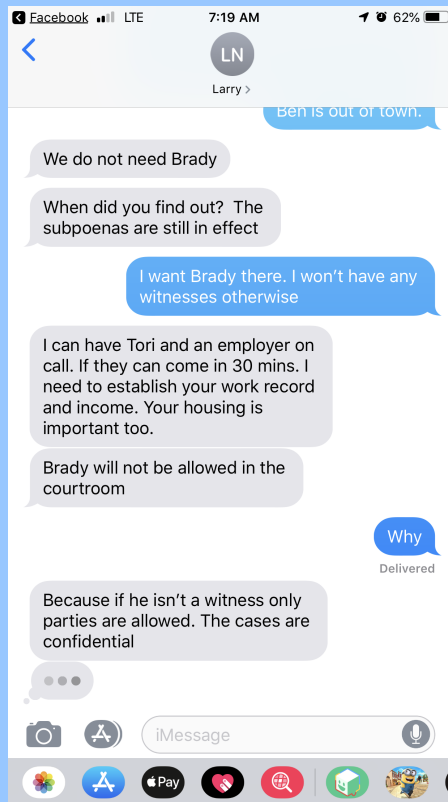 Facebook LTE 7:19 AM 62%
LN
Larry >
Ben is out of town.
We do not need Brady
When did you find out?  The
subpoenas are still in effect
I want Brady there. I won't have any
witnesses otherwise
I can have Tori and an employer on
call. If they can come in 30 mins. I
need to establish your work record
and income. Your housing is
important too.
Brady will not be allowed in the
courtroom
Why
Delivered
Because if he isn't a witness only
parties are allowed. The cases are
confidential
iMessage
Pay